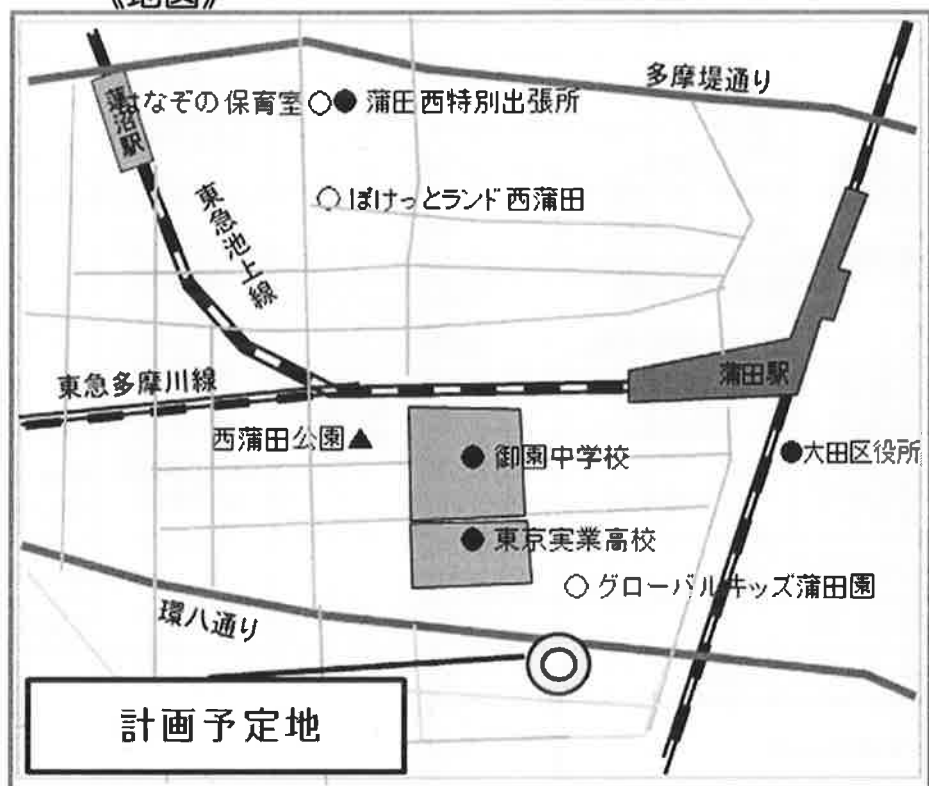 《地図》
多摩堤通り
蓮沼駅
はなぞの保育室
蒲田西特別出張所
ぽけっとランド西蒲田
東急池上線
東急多摩川線
蒲田駅
西蒲田公園
御園中学校
大田区役所
東京実業高校
グローバルキッズ蒲田園
環八通り
計画予定地